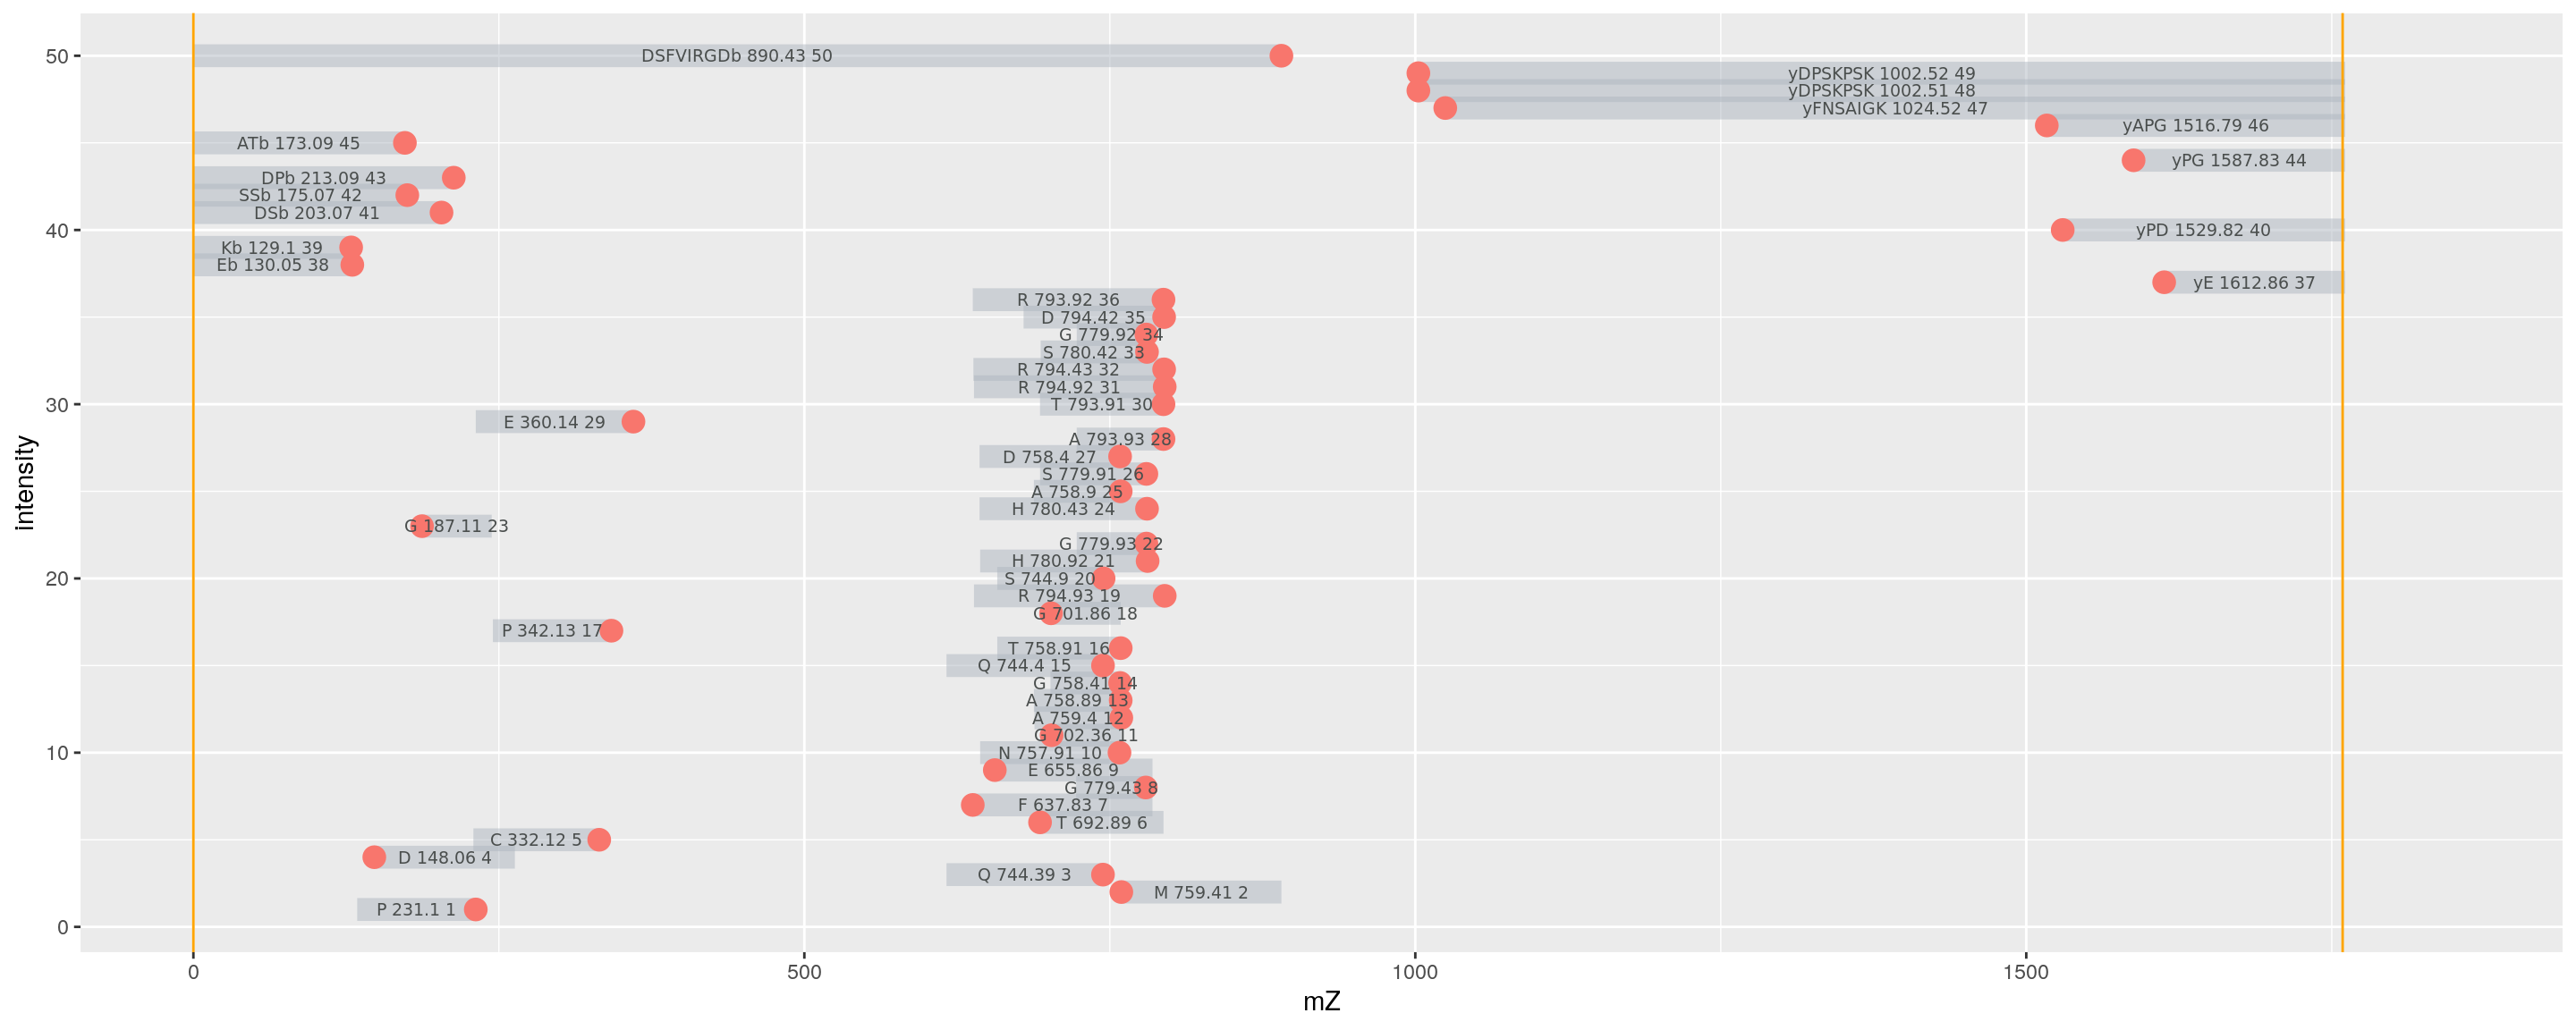 50
40
30
20
10
0
intensity
DSFVIRGDb 890.43 50
yDPSKPSK 1002.52 49
yDPSKPSK 1002.51 48
yFNSAIGK 1024.52 47
yAPG 1516.79 46
ATb 173.09 45
yPG 1587.83 44
DPb 213.09 43
SSb 175.07 42
DSb 203.07 41
yPD 1529.82 40
Kb 129.1 39
Eb 130.05 38
yE 1612.86 37
R 793.92 36
D 794.42 35
G 779.92 34
S 780.42 33
R 794.43 32
R 794.92 31
T 793.91 30
E 360.14 29
A 793.93 28
D 758.4 27
S 779.91 26
A 758.9 25
H 780.43 24
G 187.11 23
G 779.93 22
H 780.92 21
S 744.9 20
R 794.93 19
G 701.86 18
P 342.13 17
T 758.91 16
Q 744.4 15
G 758.41 14
A 758.89 13
A 759.4 12
G 702.36 11
N 757.91 10
E 655.86 9
G 779.43 8
F 637.83 7
T 692.89 6
C 332.12 5
D 148.06 4
Q 744.39 3
M 759.41 2
P 231.1 1
0 500 1000 1500
mZ